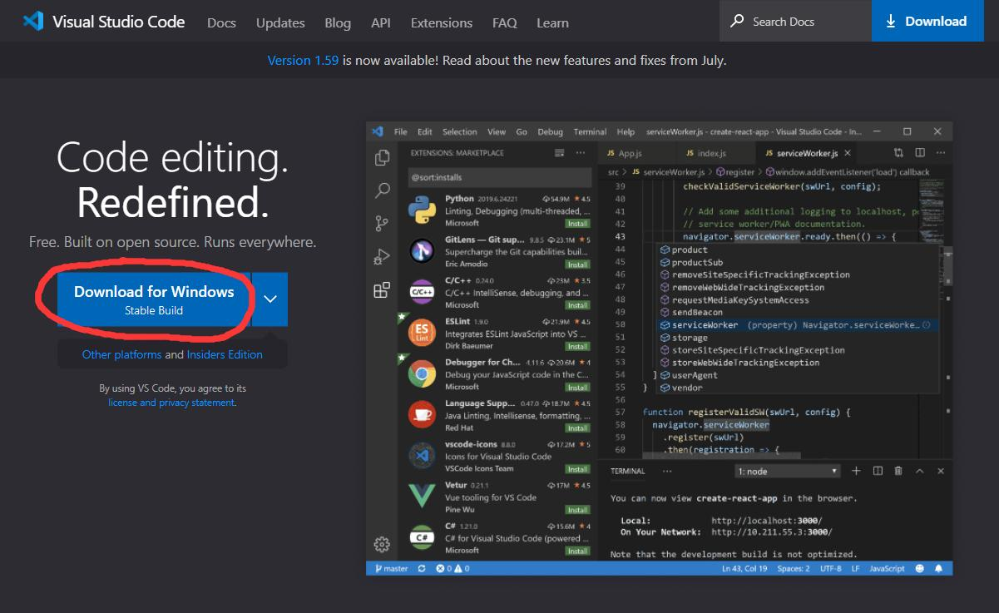 Visual Studio Code Docs Updates Blog API Extensions FAQ Learn Search Docs Download
Version 1.59 is now available! Read about the new features and fixes from July.
Code editing.
Redefined.
Free. Built on open source. Runs everywhere.
Download for Windows
Stable Build
Other platforms and Insiders Edition
By using VS Code, you agree to its
license and privacy statement.
File Edit Selection View Go Debug Terminal Help serviceWorker.js - create-react-app - Visual Studio Code - In...
EXTENSIONS: MARKETPLACE
@sort:installs
Python 2019.6.24221 54.9M 4.5
Linting, Debugging (multi-threaded, ...
Microsoft Install
GitLens — Git sup... 9.8.5 23.1M 5
Supercharge the Git capabilities buil...
Eric Amodio Install
C/C++ 0.24.0 23M 3.5
C/C++ IntelliSense, debugging, and ...
Microsoft Install
ESLint 1.9.0 21.9M 4.5
Integrates ESLint JavaScript into VS ...
Dirk Baeumer Install
Debugger for Ch... 4.11.6 20.6M 4
Debug your JavaScript code in the C...
Microsoft Install
Language Supp... 0.47.0 18.7M 4.5
Java Linting, Intellisense, formatting, ...
Red Hat Install
vscode-icons 8.8.0 17.2M 5
Icons for Visual Studio Code
VSCode Icons Team Install
Vetur 0.21.1 17M 4.5
Vue tooling for VS Code
Pine Wu Install
C# 1.21.0 15.6M 4
C# for Visual Studio Code (powered ...
Microsoft Install
C/C++
ES
Lint
C#
JS App.js JS index.js JS serviceWorker.js
src > JS serviceWorker.js > register > window.addEventListener('load') callback
39 checkValidServiceWorker(swUrl, config);
40
41 // Add some additional logging to localhost, p
42 // service worker/PWA documentation.
43 navigator.serviceWorker.ready.then(() => {
44 product
45 productSub
46 removeSiteSpecificTrackingException
47 removeWebWideTrackingException
48 requestMediaKeySystemAccess
49 sendBeacon
50 serviceWorker (property) Navigator.serviceWorke...
51 storage
52 storeSiteSpecificTrackingException
53 storeWebWideTrackingException
54 ] userAgent
55 } vendor
56
57 function registerValidSW(swUrl, config) {
58 navigator.serviceWorker
59 .register(swUrl)
60 .then(registration => {
TERMINAL ... 1: node
You can now view create-react-app in the browser.
Local: http://localhost:3000/
On Your Network: http://10.211.55.3:3000/
Note that the development build is not optimized.
master 0 0 Ln 43, Col 19 Spaces: 2 UTF-8 LF JavaScript